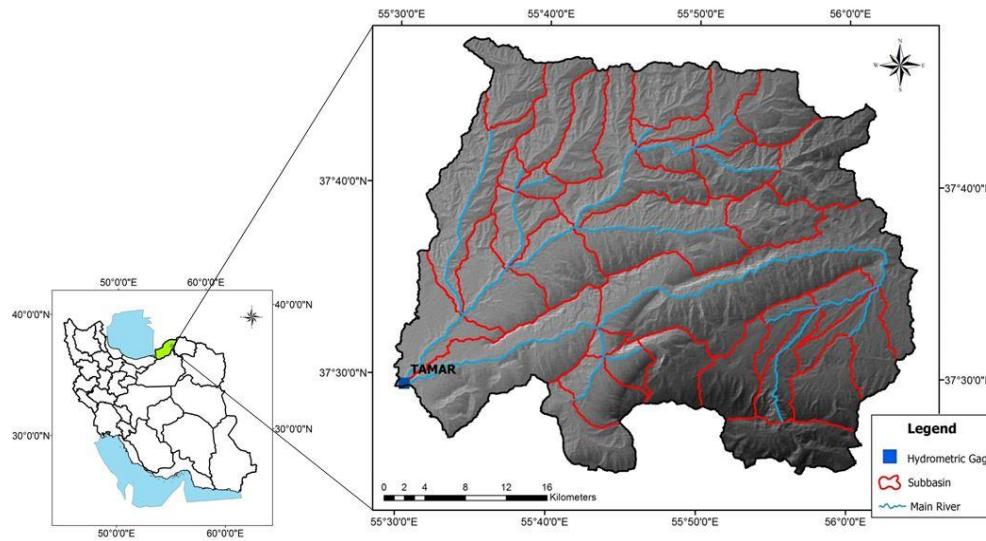 55°30'0"E 55°40'0"E 55°50'0"E 56°0'0"E
N
W E
S
37°40'0"N 37°40'0"N
37°30'0"N 37°30'0"N
TAMAR
50°0'0"E 60°0'0"E
40°0'0"N 40°0'0"N
30°0'0"N 30°0'0"N
50°0'0"E 60°0'0"E
0 2 4 8 12 16
Kilometers
55°30'0"E 55°40'0"E 55°50'0"E 56°0'0"E
Legend
Hydrometric Gag
Subbasin
Main River